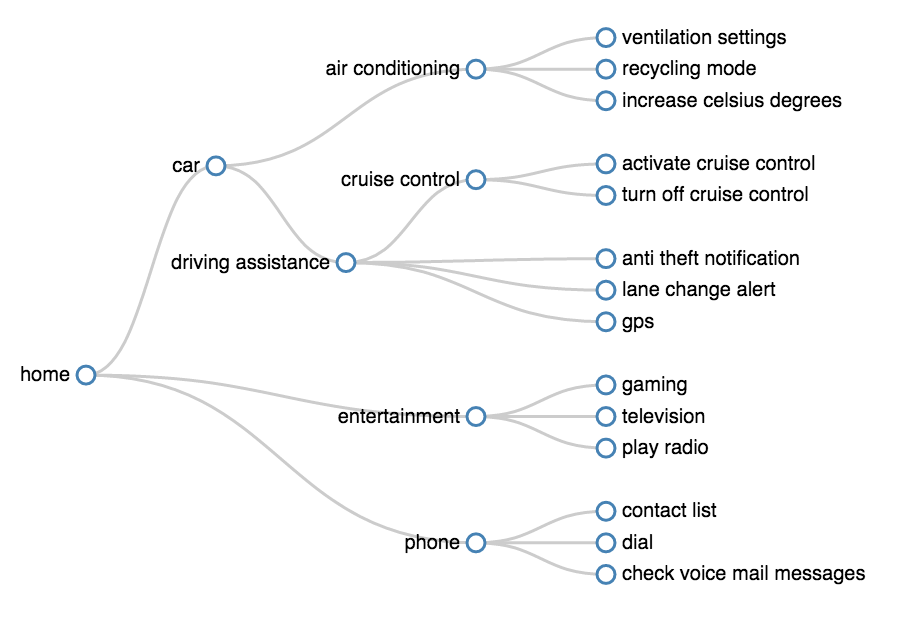 ventilation settings
air conditioning
recycling mode
increase celsius degrees
car
activate cruise control
cruise control
turn off cruise control
driving assistance
anti theft notification
lane change alert
gps
home
gaming
entertainment
television
play radio
contact list
phone
dial
check voice mail messages